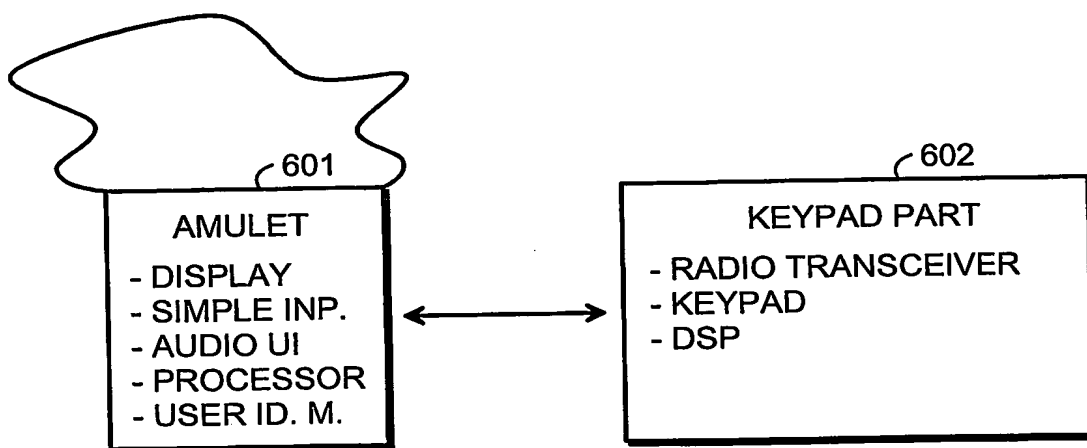 601
AMULET
- DISPLAY
- SIMPLE INP.
- AUDIO UI
- PROCESSOR
- USER ID. M.
602
KEYPAD PART
- RADIO TRANSCEIVER
- KEYPAD
- DSP